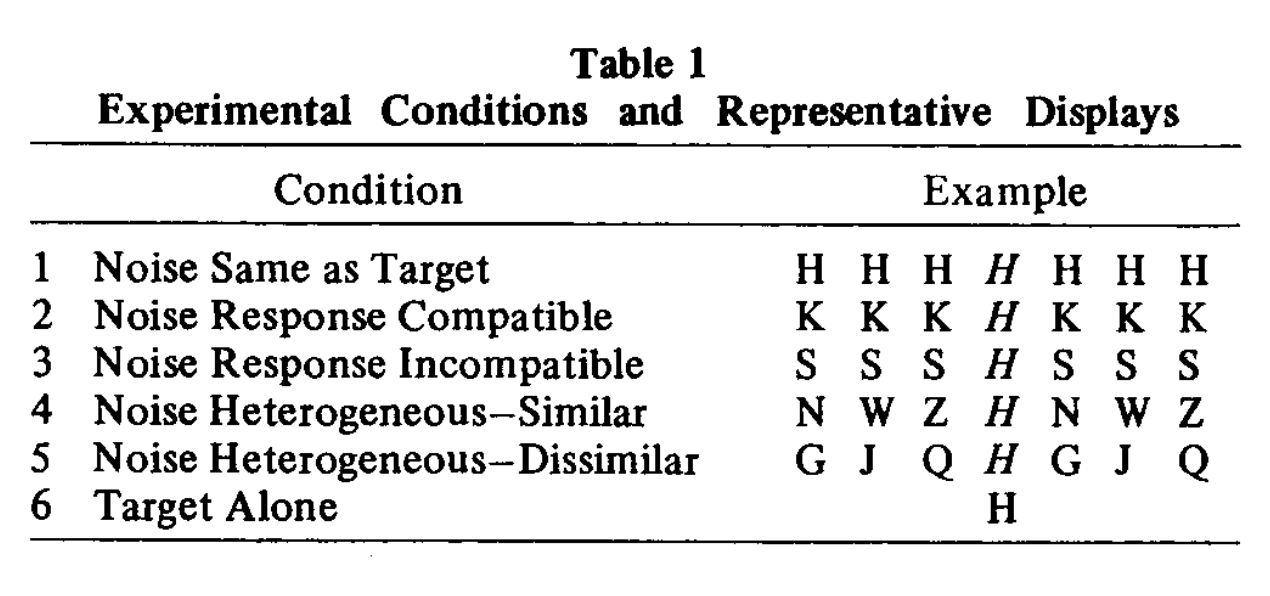 Table 1
Experimental Conditions and Representative Displays
Condition Example
1 Noise Same as Target H H H H H H H
2 Noise Response Compatible K K K H K K K
3 Noise Response Incompatible S S S H S S S
4 Noise Heterogeneous–Similar N W Z H N W Z
5 Noise Heterogeneous–Dissimilar G J Q H G J Q
6 Target Alone H